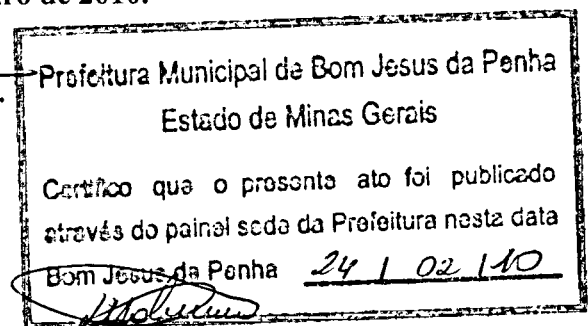 ro de 2010.
Prefeitura Municipal de Bom Jesus da Penha
Estado de Minas Gerais
Certifico que o presente ato foi publicado
através do painel sede da Prefeitura nesta data
Bom Jesus da Penha 24 / 02 / 10